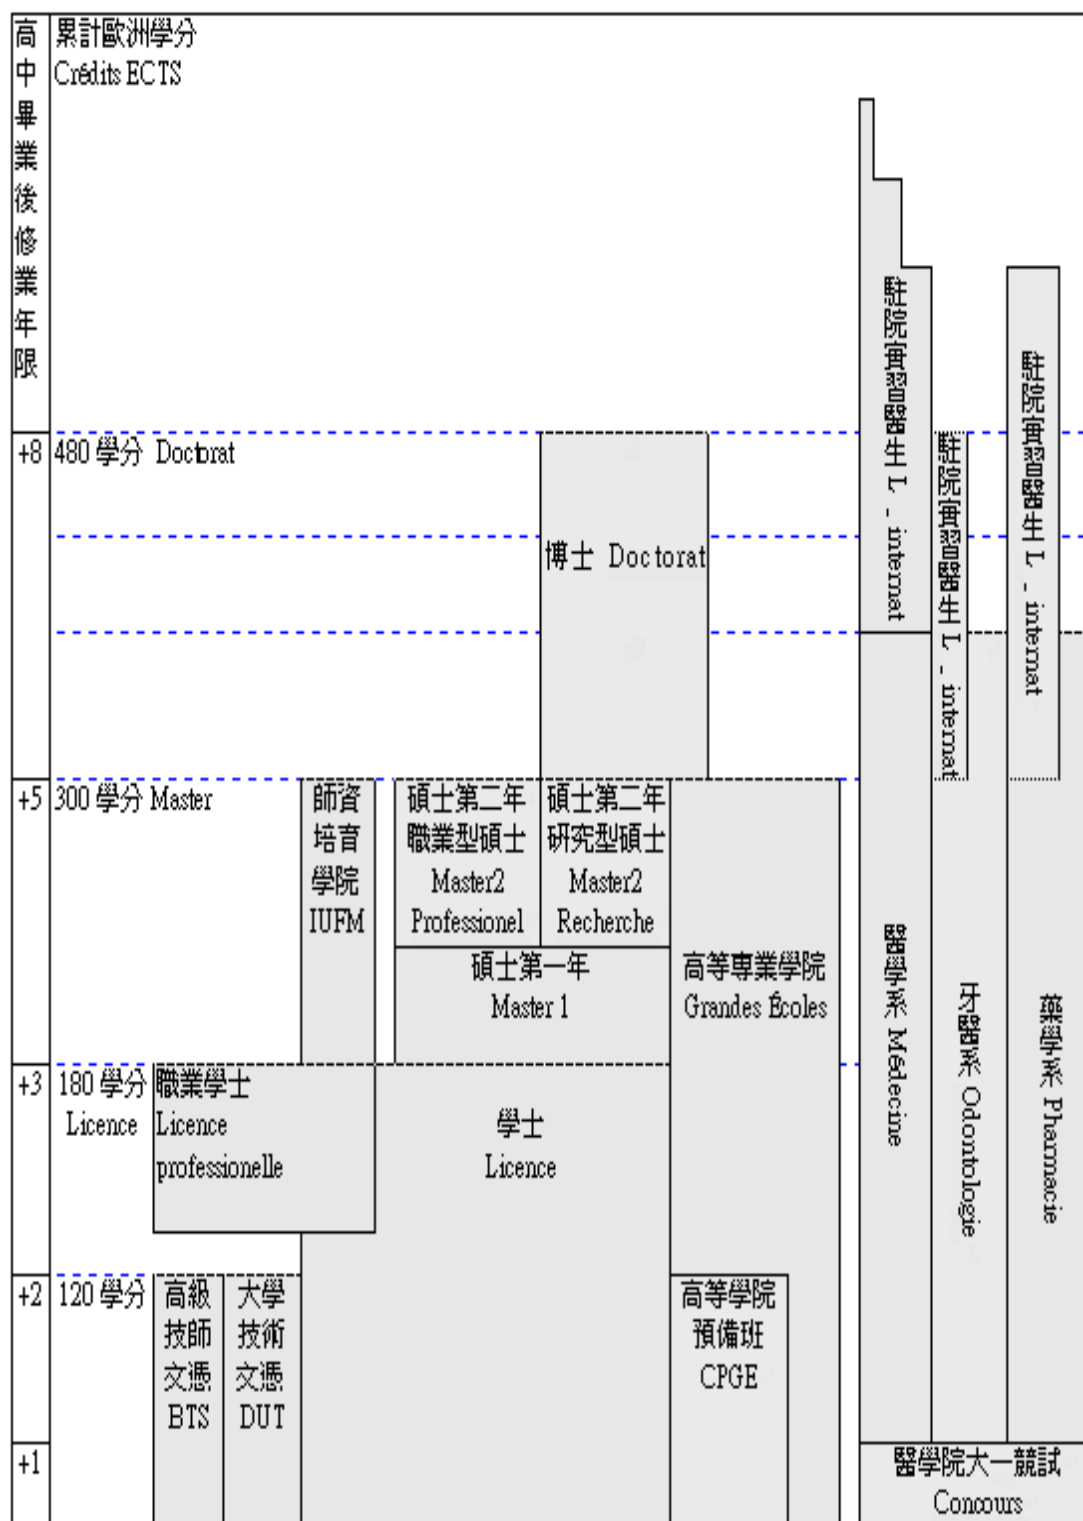 高中畢業後修業年限
累計歐洲學分
Crédits ECTS
駐院實習醫生 L _ internat
駐院實習醫生 L _ internat
駐院實習醫生 L _ internat
+8
480 學分 Doctorat
博士 Doctorat
+5
300 學分 Master
師資
培育
學院
IUFM
碩士第二年
職業型碩士
Master2
Professionel
碩士第二年
研究型碩士
Master2
Recherche
碩士第一年
Master 1
高等專業學院
Grandes Écoles
醫學系 Médecine
牙醫系 Odontologie
藥學系 Pharmacie
+3
180 學分
Licence
職業學士
Licence
professionelle
學士
Licence
+2
120 學分
高級
技師
文憑
BTS
大學
技術
文憑
DUT
高等學院
預備班
CPGE
+1
醫學院大一競試
Concours